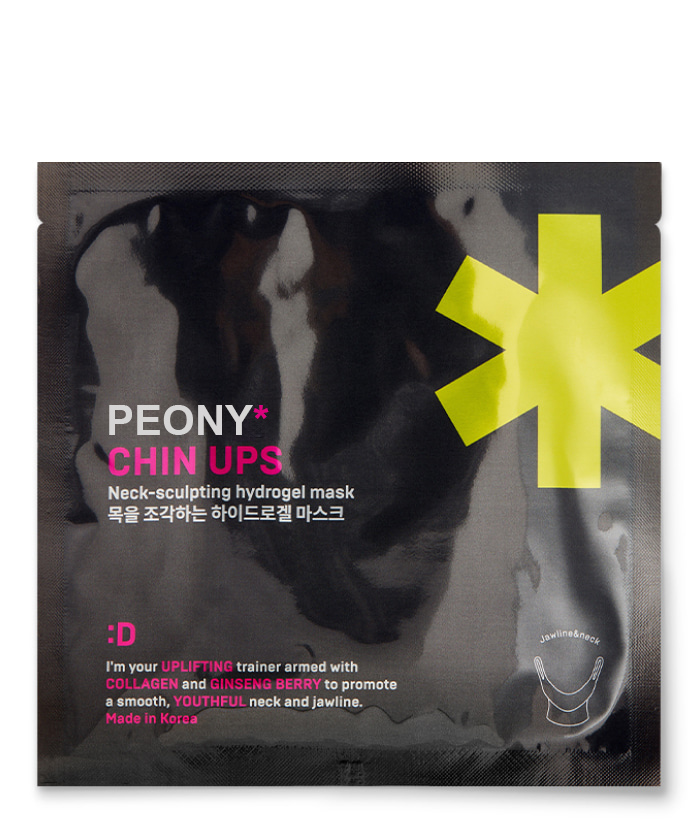 PEONY*
CHIN UPS
Neck-sculpting hydrogel mask
목을 조각하는 하이드로겔 마스크
:D
I'm your UPLIFTING trainer armed with
COLLAGEN and GINSENG BERRY to promote
a smooth, YOUTHFUL neck and jawline.
Made in Korea
Jawline&neck